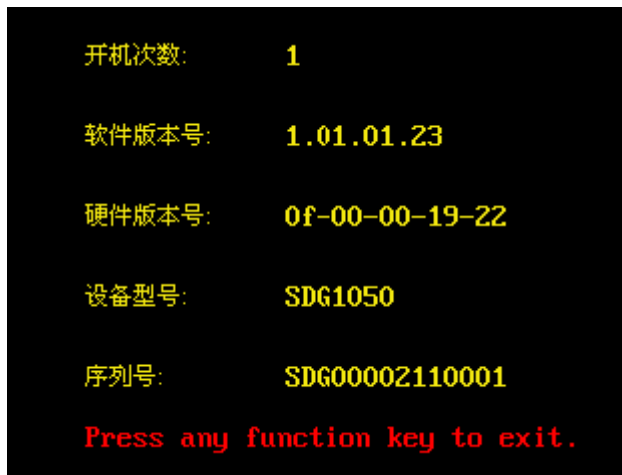 开机次数: 1
软件版本号: 1.01.01.23
硬件版本号: 0f-00-00-19-22
设备型号: SDG1050
序列号: SDG00002110001
Press any function key to exit.